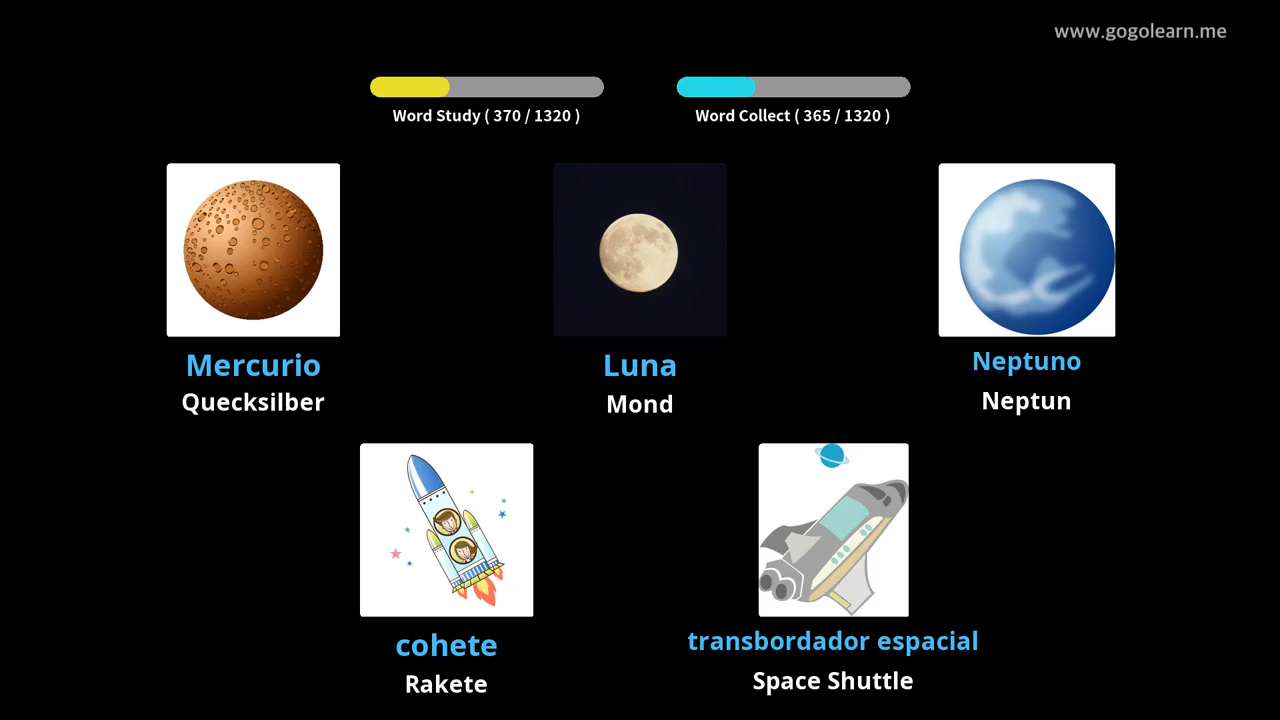 www.gogolearn.me
Word Study ( 370 / 1320 )
Word Collect ( 365 / 1320 )
Mercurio
Quecksilber
Luna
Mond
Neptuno
Neptun
cohete
Rakete
transbordador espacial
Space Shuttle